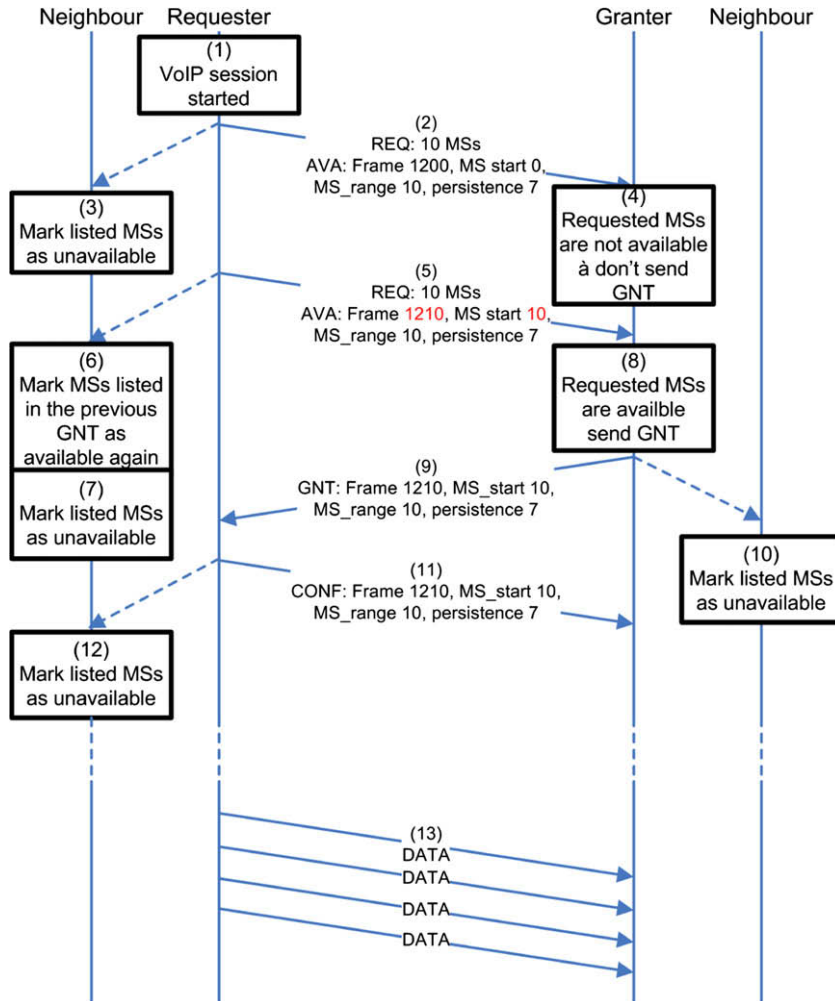 Neighbour
Requester
Granter
Neighbour
(1)
VoIP session
started
(2)
REQ: 10 MSs
AVA: Frame 1200, MS start 0,
MS_range 10, persistence 7
(3)
Mark listed MSs
as unavailable
(4)
Requested MSs
are not available
à don’t send
GNT
(5)
REQ: 10 MSs
AVA: Frame 1210, MS start 10,
MS_range 10, persistence 7
(6)
Mark MSs listed
in the previous
GNT as
available again
(7)
Mark listed MSs
as unavailable
(8)
Requested MSs
are availble
send GNT
(9)
GNT: Frame 1210, MS_start 10,
MS_range 10, persistence 7
(10)
Mark listed MSs
as unavailable
(11)
CONF: Frame 1210, MS_start 10,
MS_range 10, persistence 7
(12)
Mark listed MSs
as unavailable
(13)
DATA
DATA
DATA
DATA